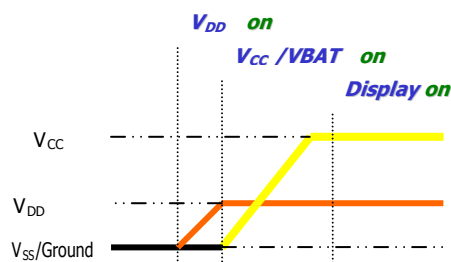 VDD on
VCC /VBAT on
Display on
VCC
VDD
VSS/Ground